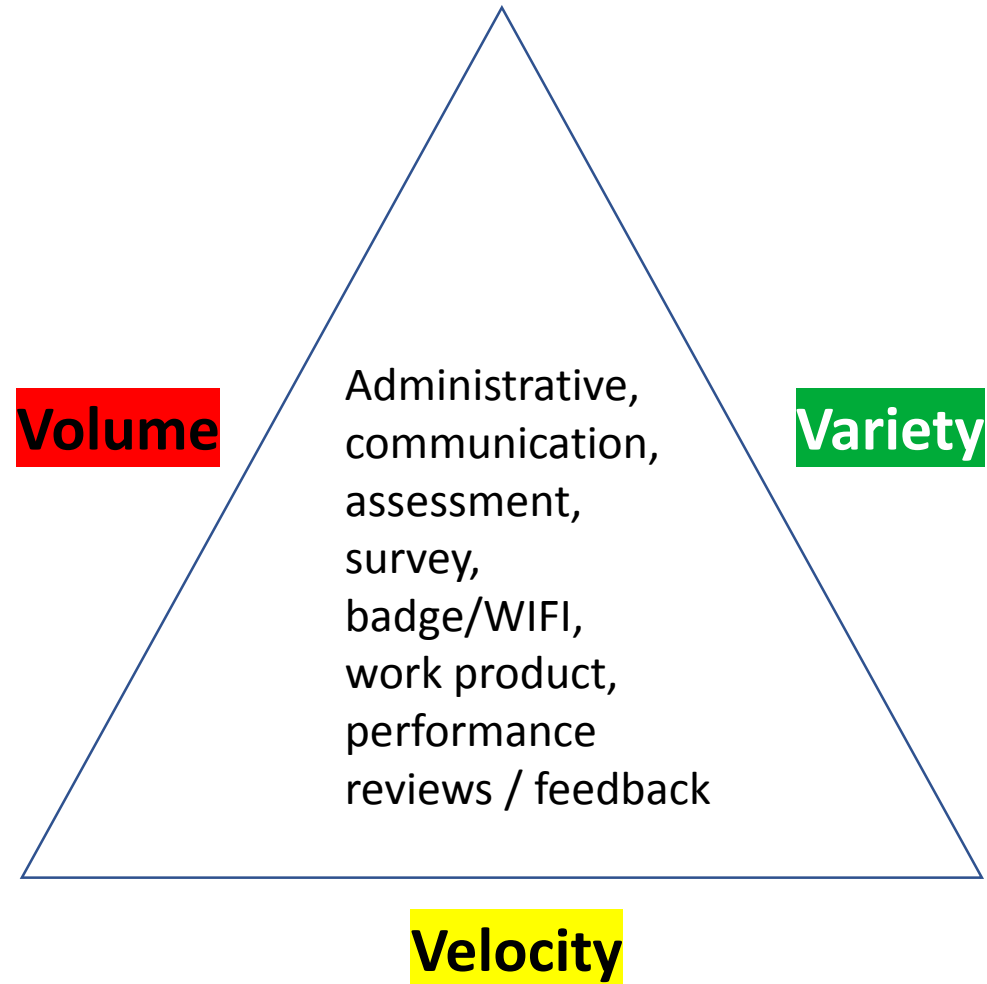 Volume
Variety
Administrative,
communication,
assessment,
survey,
badge/WIFI,
work product,
performance
reviews / feedback
Velocity